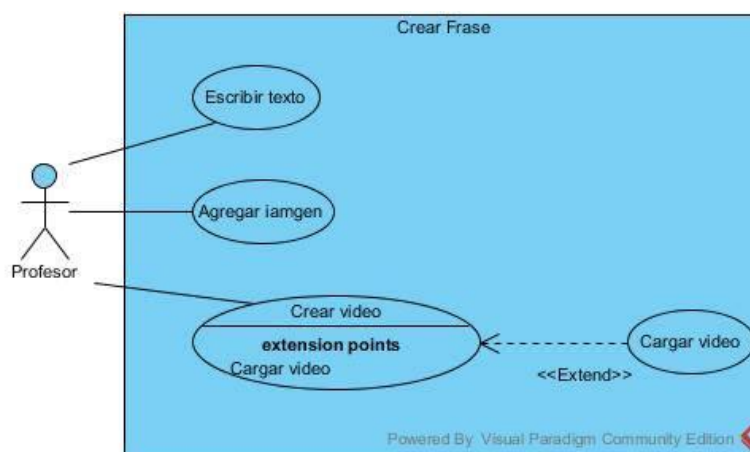 Crear Frase
Escribir texto
Agregar iamgen
Profesor
Crear video
extension points
Cargar video
Cargar video
<<Extend>>
Powered By Visual Paradigm Community Edition